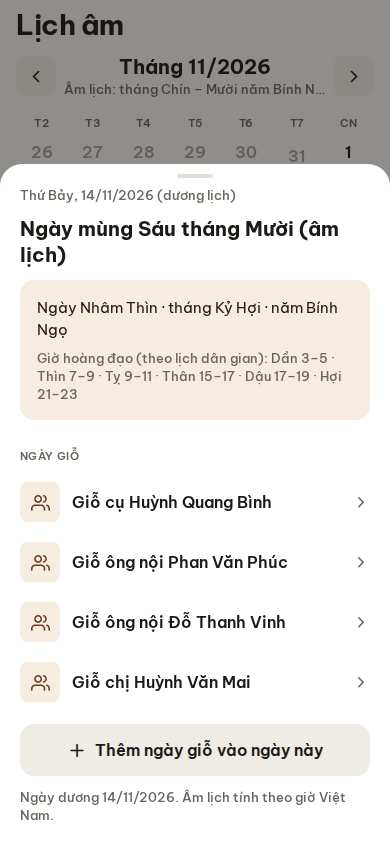 Lịch âm
Tháng 11/2026
Âm lịch: tháng Chín – Mười năm Bính N...
T2 T3 T4 T5 T6 T7 CN
26 27 28 29 30 31 1
Thứ Bảy, 14/11/2026 (dương lịch)
Ngày mùng Sáu tháng Mười (âm
lịch)
Ngày Nhâm Thìn · tháng Kỷ Hợi · năm Bính
Ngọ
Giờ hoàng đạo (theo lịch dân gian): Dần 3–5 ·
Thìn 7–9 · Tỵ 9–11 · Thân 15–17 · Dậu 17–19 · Hợi
21–23
NGÀY GIỖ
Giỗ cụ Huỳnh Quang Bình
Giỗ ông nội Phan Văn Phúc
Giỗ ông nội Đỗ Thanh Vinh
Giỗ chị Huỳnh Văn Mai
Thêm ngày giỗ vào ngày này
Ngày dương 14/11/2026. Âm lịch tính theo giờ Việt
Nam.